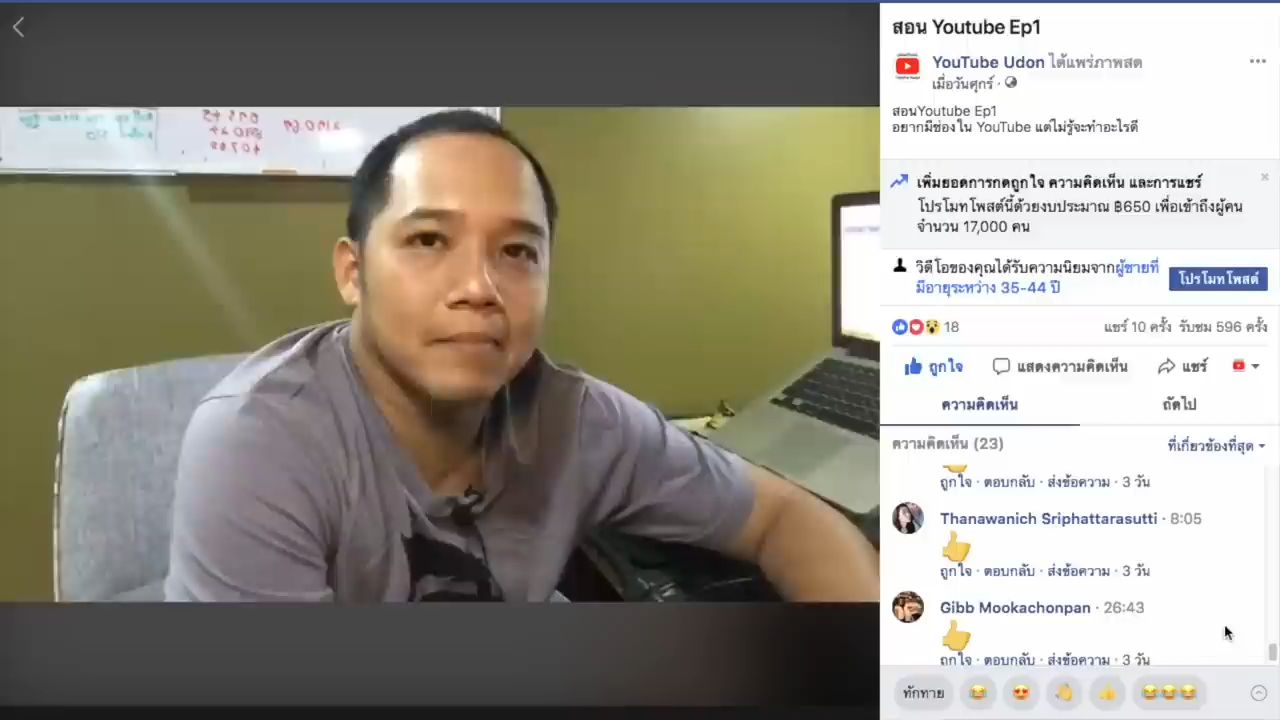 สอน Youtube Ep1
YouTube Udon ได้แพร่ภาพสด
เมื่อวันศุกร์ ·
สอนYoutube Ep1
อยากมีช่องใน YouTube แต่ไม่รู้จะทำอะไรดี
เพิ่มยอดการกดถูกใจ ความคิดเห็น และการแชร์
โปรโมทโพสต์นี้ด้วยงบประมาณ ฿650 เพื่อเข้าถึงผู้คน
จำนวน 17,000 คน
วิดีโอของคุณได้รับความนิยมจากผู้ชายที่
มีอายุระหว่าง 35-44 ปี
โปรโมทโพสต์
18
แชร์ 10 ครั้ง รับชม 596 ครั้ง
ถูกใจ แสดงความคิดเห็น แชร์
ความคิดเห็น ถัดไป
ความคิดเห็น (23) ที่เกี่ยวข้องที่สุด
ถูกใจ · ตอบกลับ · ส่งข้อความ · 3 วัน
Thanawanich Sriphattarasutti · 8:05
ถูกใจ · ตอบกลับ · ส่งข้อความ · 3 วัน
Gibb Mookachonpan · 26:43
ถูกใจ · ตอบกลับ · ส่งข้อความ · 3 วัน
ทักทาย